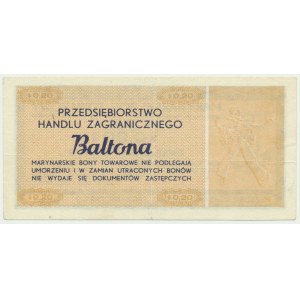 PRZEDSIĘBIORSTWO
HANDLU ZAGRANICZNEGO
Baltona
MARYNARSKIE BONY TOWAROWE NIE PODLEGAJĄ
UMORZENIU I W ZAMIAN UTRACONYCH BONÓW
NIE WYDAJE SIĘ DOKUMENTÓW ZASTĘPCZYCH